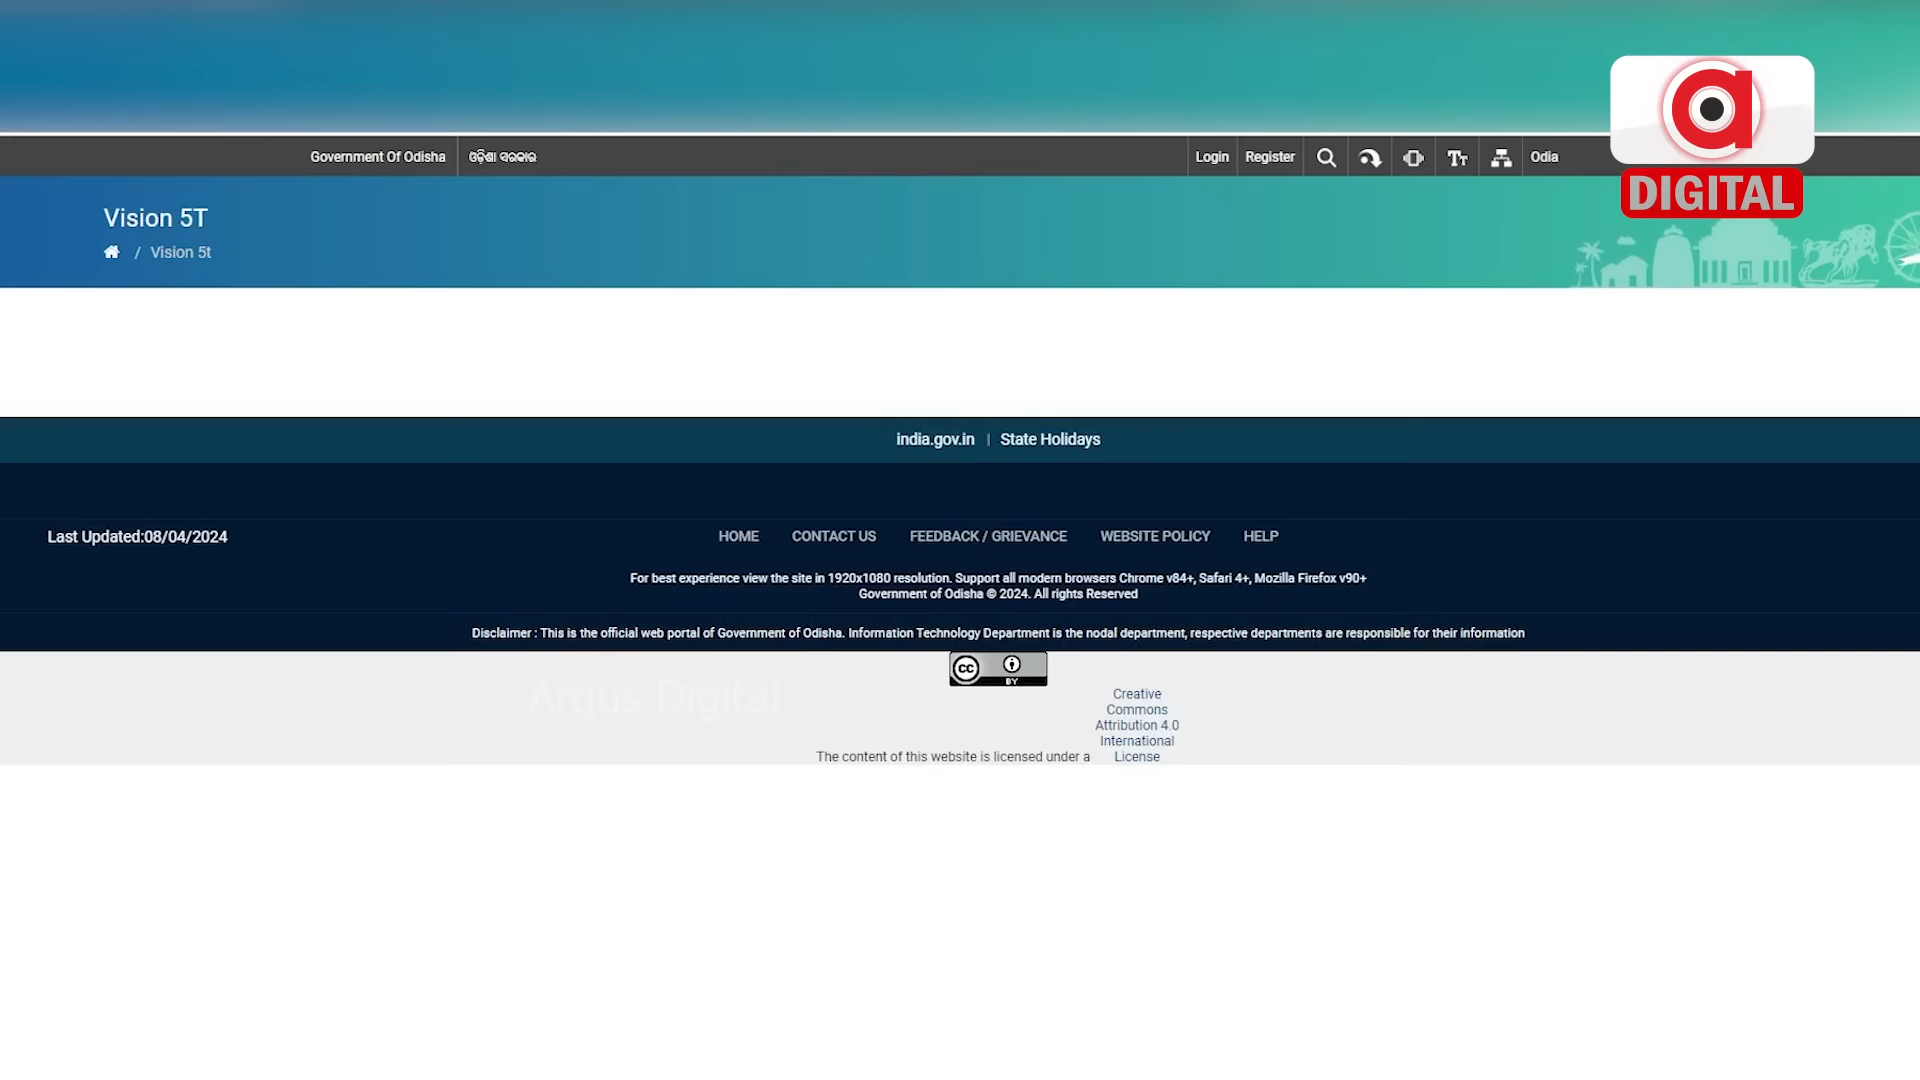 Government Of Odisha
ଓଡ଼ିଶା ସରକାର
Login
Register
Tт
Odia
a
DIGITAL
Vision 5T
/ Vision 5t
india.gov.in | State Holidays
Last Updated:08/04/2024
HOME
CONTACT US
FEEDBACK / GRIEVANCE
WEBSITE POLICY
HELP
For best experience view the site in 1920x1080 resolution. Support all modern browsers Chrome v84+, Safari 4+, Mozilla Firefox v90+
Government of Odisha © 2024. All rights Reserved
Disclaimer : This is the official web portal of Government of Odisha. Information Technology Department is the nodal department, respective departments are responsible for their information
cc
BY
Argus Digital
The content of this website is licensed under a
Creative
Commons
Attribution 4.0
International
License